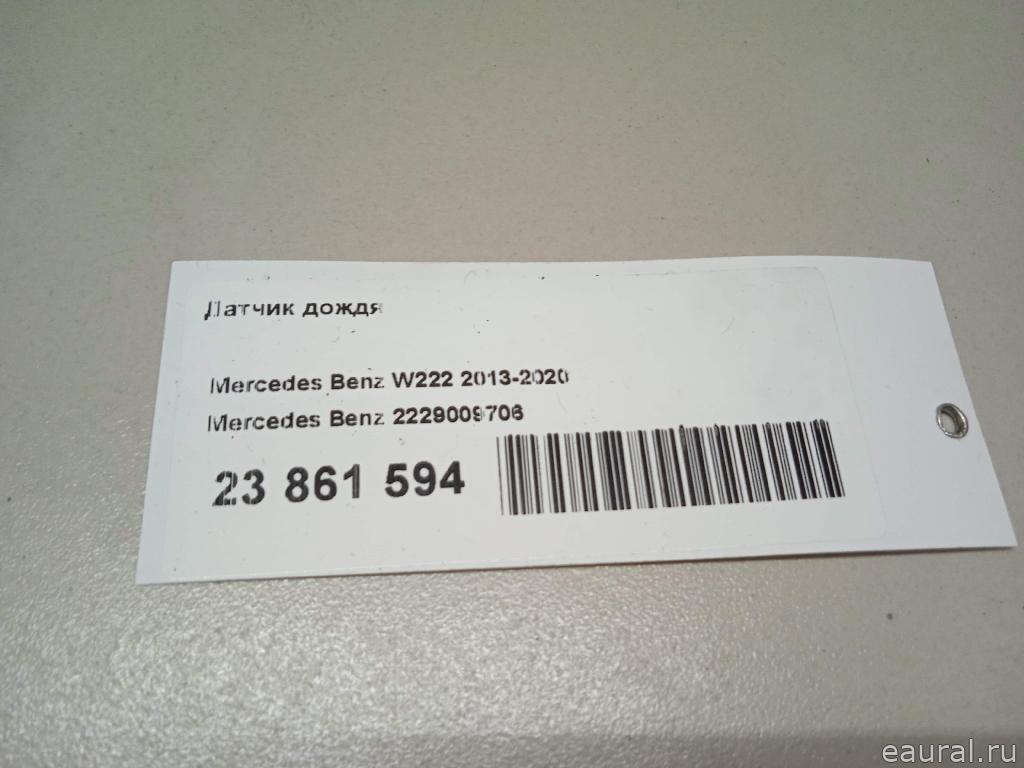 Датчик дождя
Mercedes Benz W222 2013-2020
Mercedes Benz 2229009706
23 861 594
eaural.ru